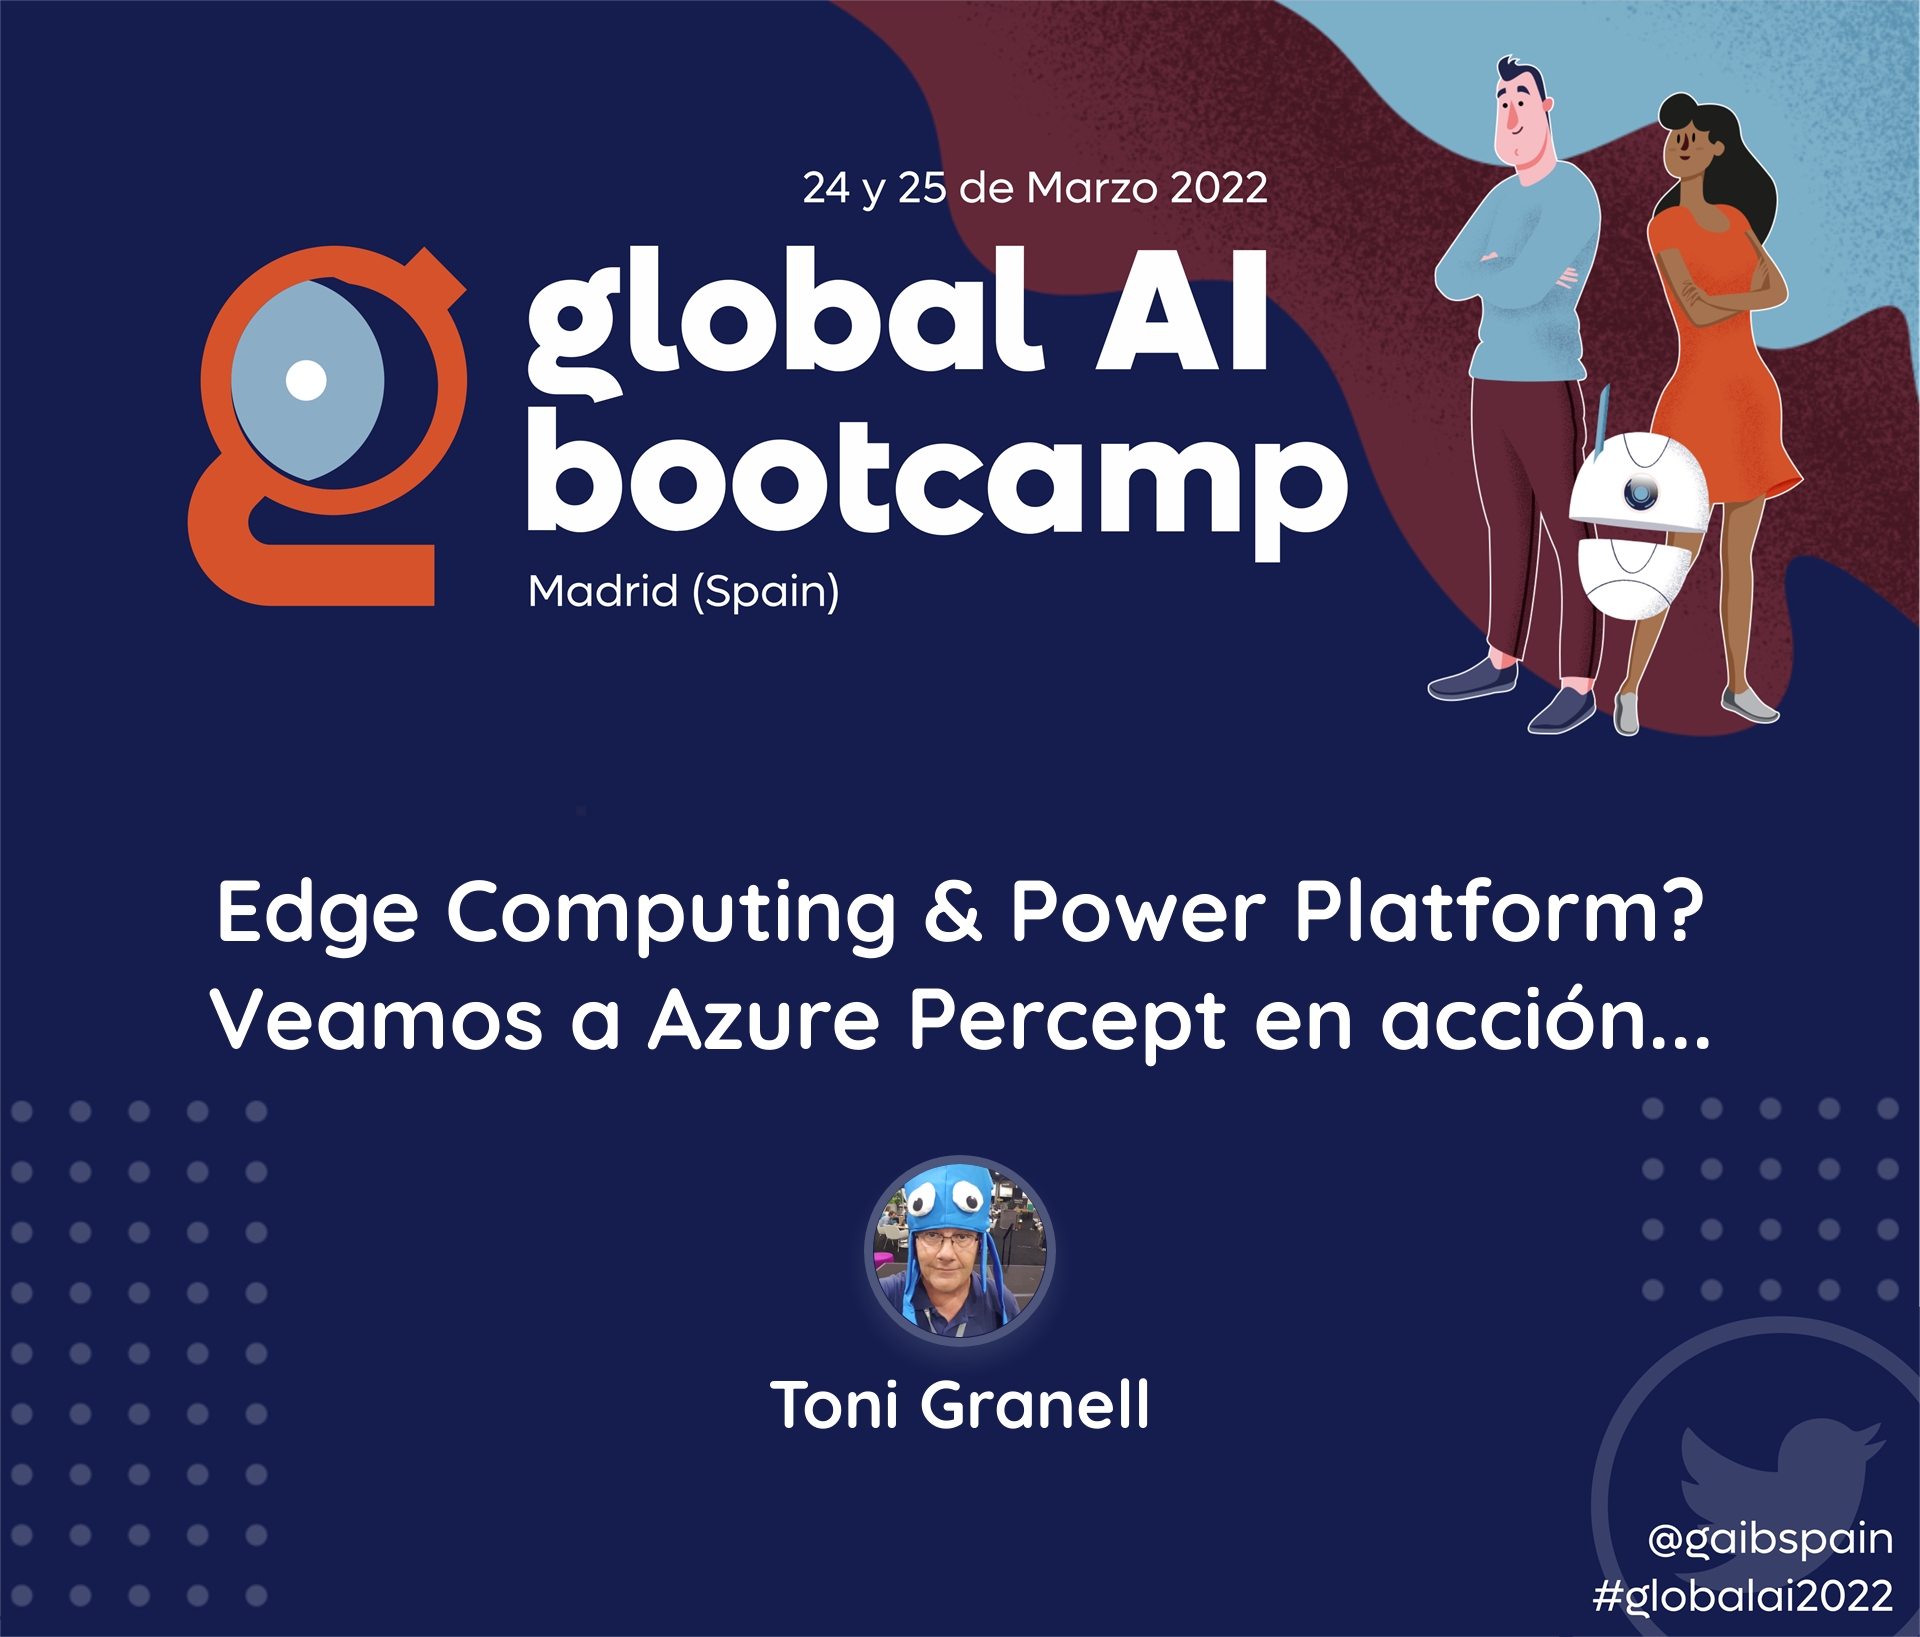 24 y 25 de Marzo 2022
global AI
bootcamp
Madrid (Spain)
Edge Computing & Power Platform?
Veamos a Azure Percept en acción...
Toni Granell
@gaibspain
#globalai2022